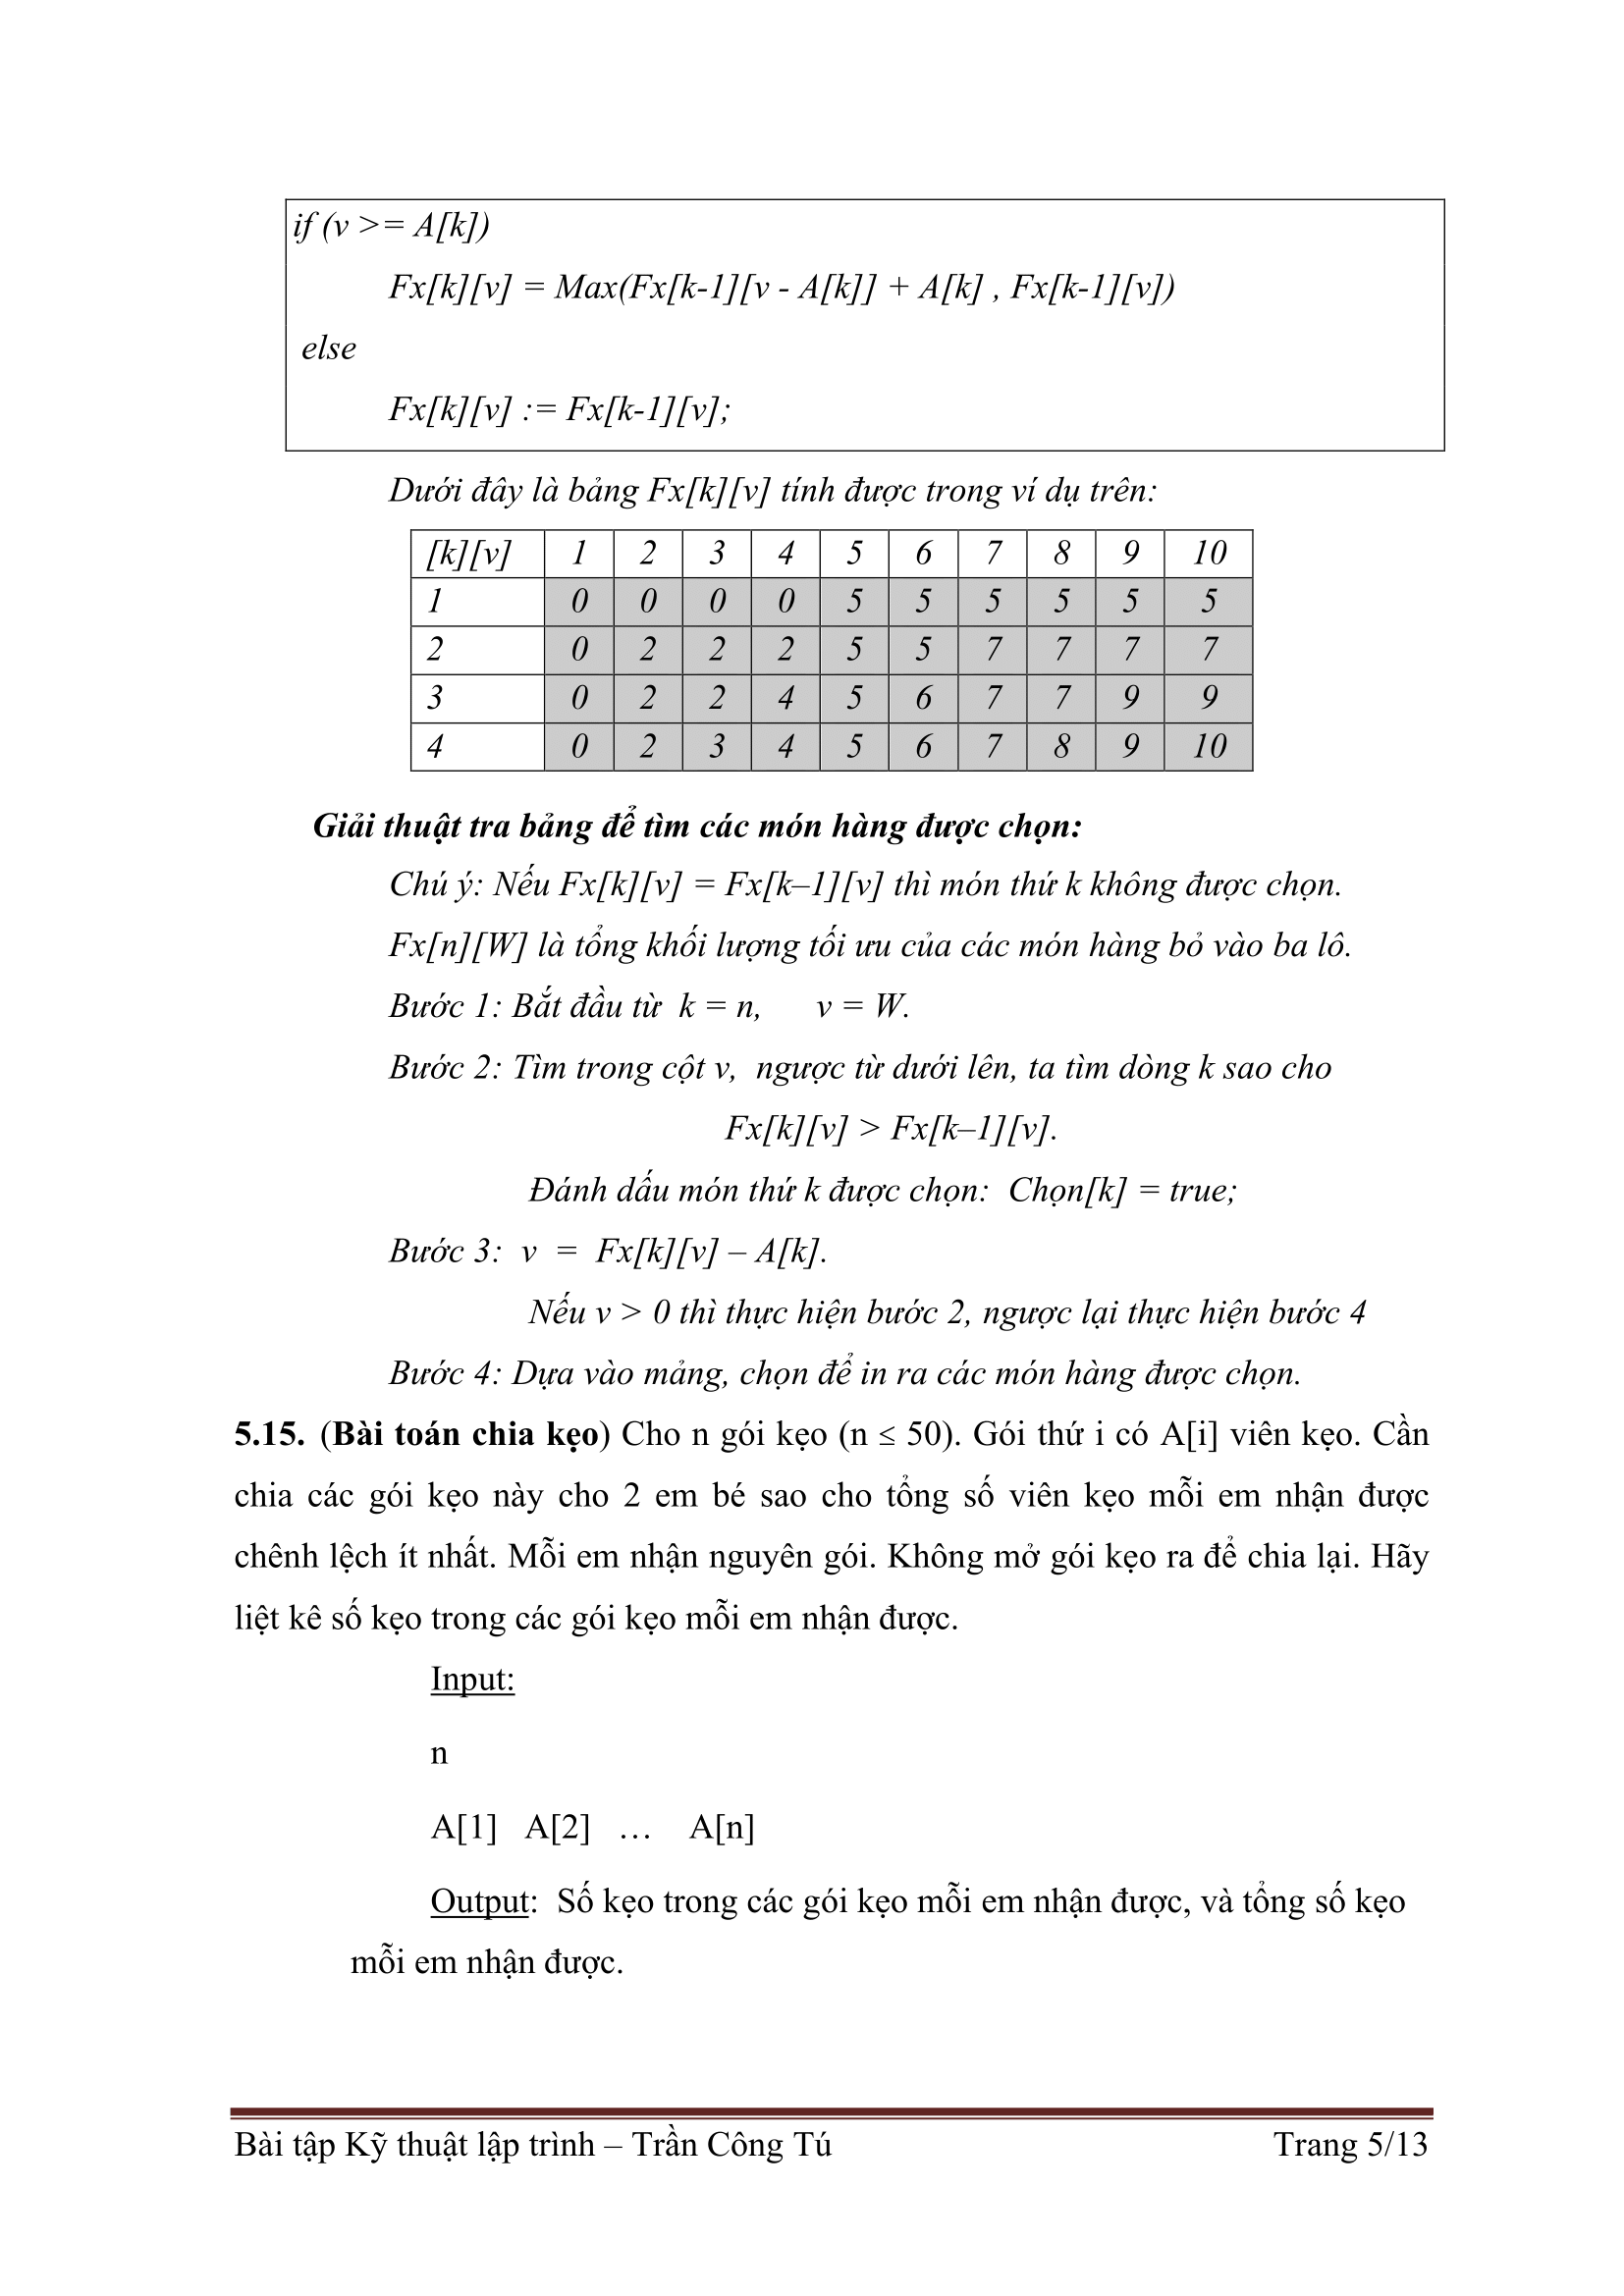 if (v >= A[k])
Fx[k][v] = Max(Fx[k-1][v - A[k]] + A[k] , Fx[k-1][v])
else
Fx[k][v] := Fx[k-1][v];
Dưới đây là bảng Fx[k][v] tính được trong ví dụ trên:
[k][v] 1 2 3 4 5 6 7 8 9 10
1 0 0 0 0 5 5 5 5 5 5
2 0 2 2 2 5 5 7 7 7 7
3 0 2 2 4 5 6 7 7 9 9
4 0 2 3 4 5 6 7 8 9 10
Giải thuật tra bảng để tìm các món hàng được chọn:
Chú ý: Nếu Fx[k][v] = Fx[k–1][v] thì món thứ k không được chọn.
Fx[n][W] là tổng khối lượng tối ưu của các món hàng bỏ vào ba lô.
Bước 1: Bắt đầu từ k = n, v = W.
Bước 2: Tìm trong cột v, ngược từ dưới lên, ta tìm dòng k sao cho
Fx[k][v] > Fx[k–1][v].
Đánh dấu món thứ k được chọn: Chọn[k] = true;
Bước 3: v = Fx[k][v] – A[k].
Nếu v > 0 thì thực hiện bước 2, ngược lại thực hiện bước 4
Bước 4: Dựa vào mảng, chọn để in ra các món hàng được chọn.
5.15. (Bài toán chia kẹo) Cho n gói kẹo (n ≤ 50). Gói thứ i có A[i] viên kẹo. Cần
chia các gói kẹo này cho 2 em bé sao cho tổng số viên kẹo mỗi em nhận được
chênh lệch ít nhất. Mỗi em nhận nguyên gói. Không mở gói kẹo ra để chia lại. Hãy
liệt kê số kẹo trong các gói kẹo mỗi em nhận được.
Input:
n
A[1] A[2] … A[n]
Output: Số kẹo trong các gói kẹo mỗi em nhận được, và tổng số kẹo
mỗi em nhận được.
Bài tập Kỹ thuật lập trình – Trần Công Tú Trang 5/13